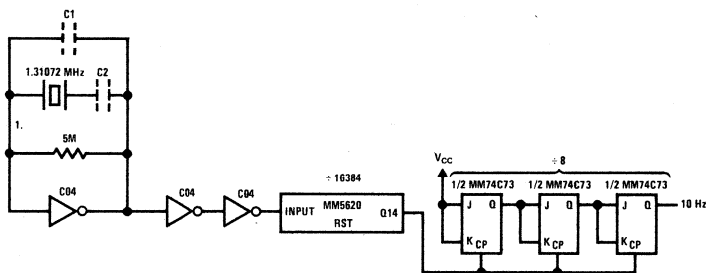 C1
1.31072 MHz
C2
1.
5M
C04
C04
C04
÷ 16384
INPUT
MM5620
Q14
RST
VCC
÷ 8
1/2 MM74C73
1/2 MM74C73
1/2 MM74C73
J
Q
J
Q
J
Q
10 Hz
K
CP
K
CP
K
CP